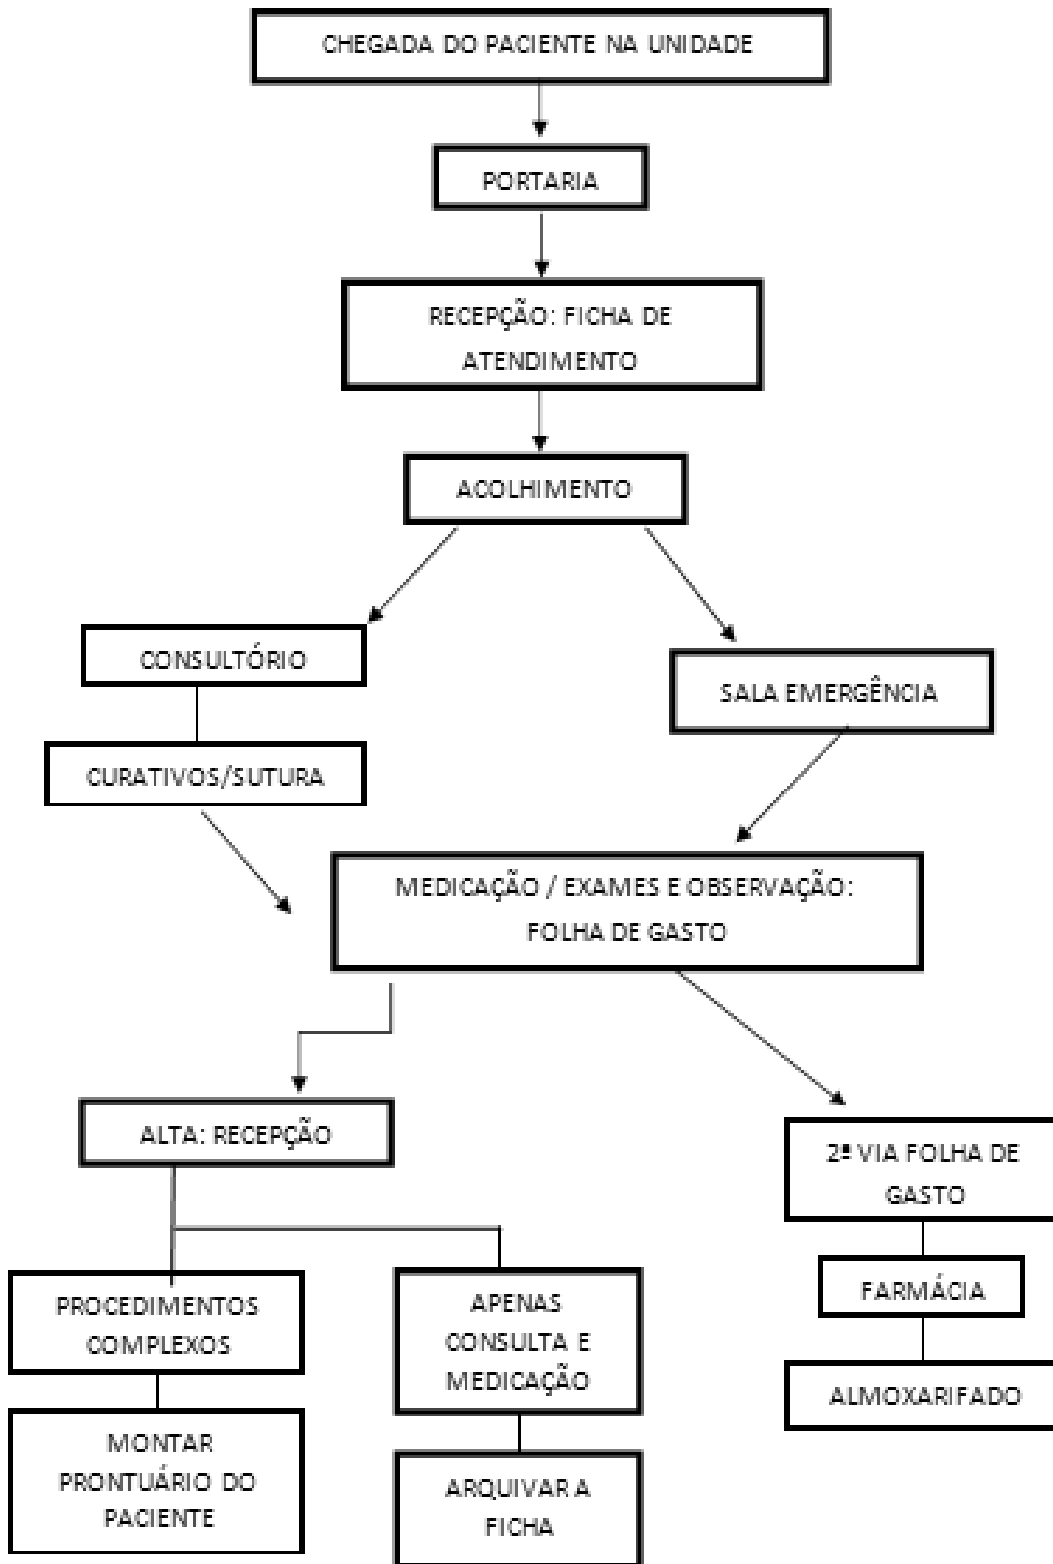 CHEGADA DO PACIENTE NA UNIDADE
PORTARIA
RECEPÇÃO: FICHA DE
ATENDIMENTO
ACOLHIMENTO
CONSULTÓRIO
SALA EMERGÊNCIA
CURATIVOS/SUTURA
MEDICAÇÃO / EXAMES E OBSERVAÇÃO:
FOLHA DE GASTO
ALTA: RECEPÇÃO
2ª VIA FOLHA DE
GASTO
PROCEDIMENTOS
COMPLEXOS
APENAS
CONSULTA E
MEDICAÇÃO
FARMÁCIA
ALMOXARIFADO
MONTAR
PRONTUÁRIO DO
PACIENTE
ARQUIVAR A
FICHA